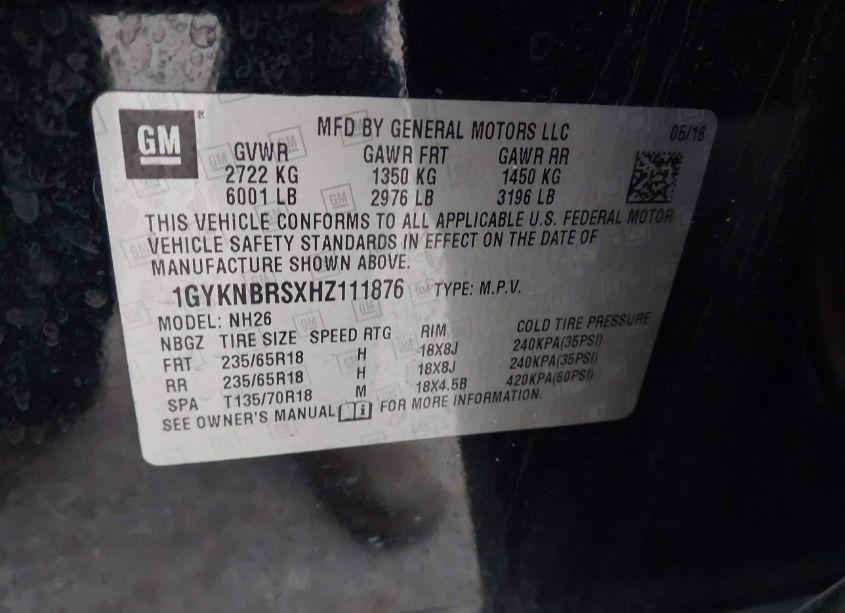 GM ® MFD BY GENERAL MOTORS LLC 05/16
GVWR GAWR FRT GAWR RR
2722 KG 1350 KG 1450 KG
6001 LB 2976 LB 3196 LB
THIS VEHICLE CONFORMS TO ALL APPLICABLE U.S. FEDERAL MOTOR
VEHICLE SAFETY STANDARDS IN EFFECT ON THE DATE OF
MANUFACTURE SHOWN ABOVE.
1GYKNBRSXHZ111876 TYPE: M.P.V.
MODEL: NH26
NBGZ TIRE SIZE SPEED RTG RIM COLD TIRE PRESSURE
FRT 235/65R18 H 18X8J 240KPA(35PSI)
RR 235/65R18 H 18X8J 240KPA(35PSI)
SPA T135/70R18 M 18X4.5B 420KPA(60PSI)
SEE OWNER'S MANUAL i FOR MORE INFORMATION.